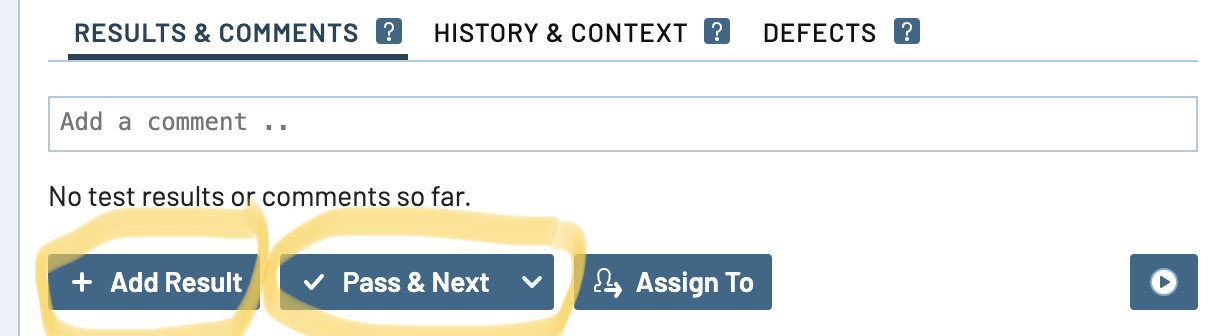 RESULTS & COMMENTS ? HISTORY & CONTEXT ? DEFECTS ?
Add a comment ..
No test results or comments so far.
+ Add Result Pass & Next Assign To